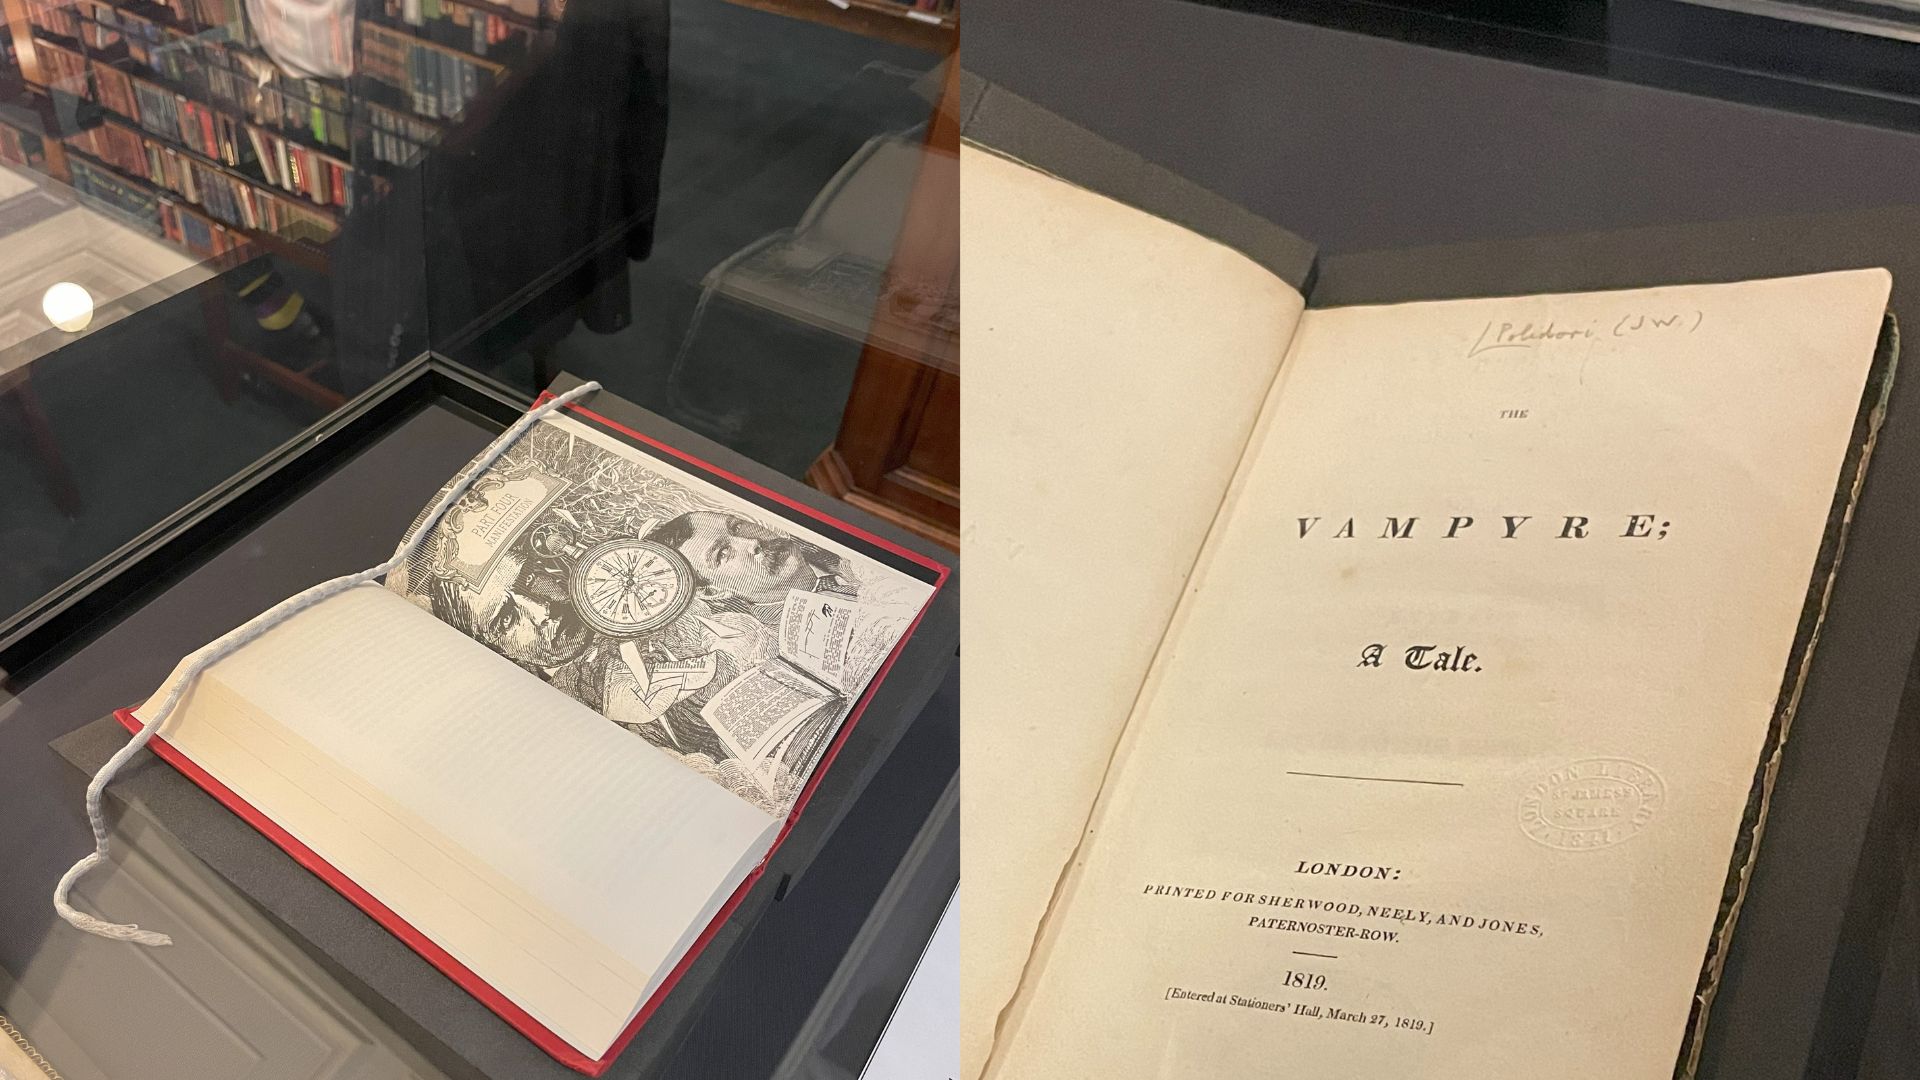 PART FOUR
MANIFESTATION
Polidori (J.W.)
THE
VAMPYRE;
A Tale.
LONDON LIBRARY
ST JAMES'S
SQUARE
1841
LONDON:
PRINTED FOR SHERWOOD, NEELY, AND JONES,
PATERNOSTER-ROW.
1819.
[Entered at Stationers' Hall, March 27, 1819.]